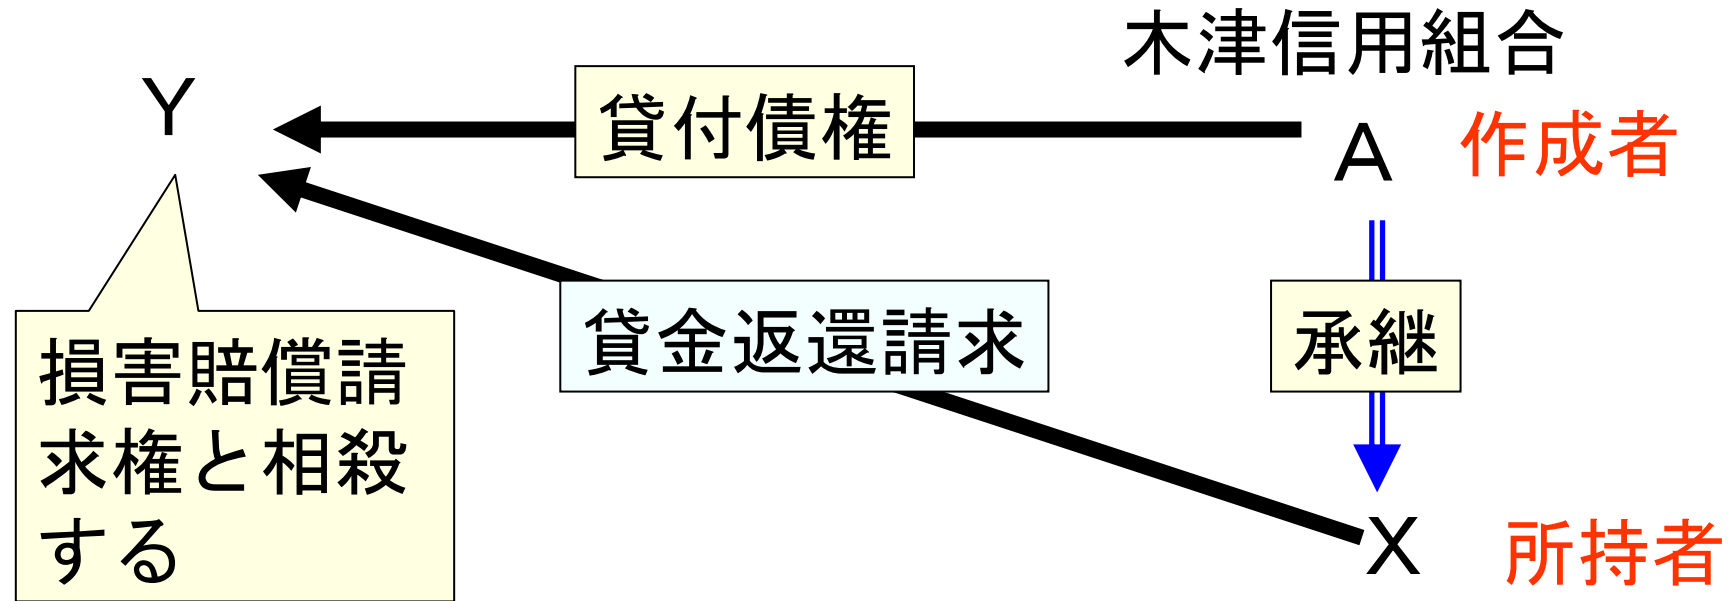 木津信用組合
Y
貸付債権
A
作成者
貸金返還請求
承継
損害賠償請
求権と相殺
する
X
所持者